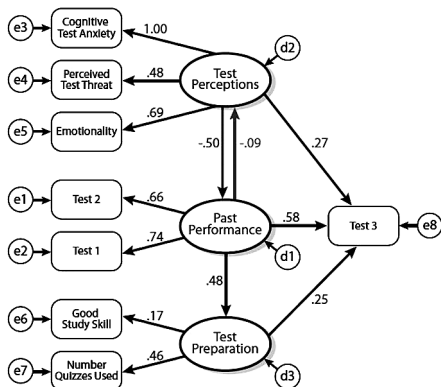 e3
Cognitive
Test Anxiety
1.00
Test
Perceptions
d2
e4
Perceived
Test Threat
.48
e5
Emotionality
.69
-.50
-.09
.27
e1
Test 2
.66
Past
Performance
.58
Test 3
e8
e2
Test 1
.74
d1
.48
.25
e6
Good
Study Skill
.17
Test
Preparation
e7
Number
Quizzes Used
.46
d3